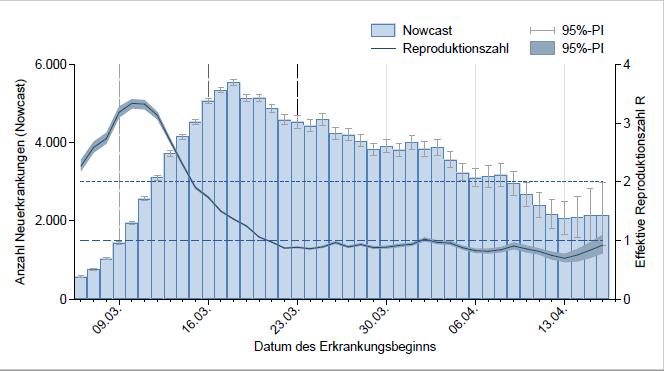 Nowcast 95%-PI
Reproduktionszahl 95%-PI
6.000
4.000
2.000
0
4
3
2
1
0
Anzahl Neuerkrankungen (Nowcast)
Effektive Reproduktionszahl R
09.03. 16.03. 23.03. 30.03. 06.04. 13.04.
Datum des Erkrankungsbeginns